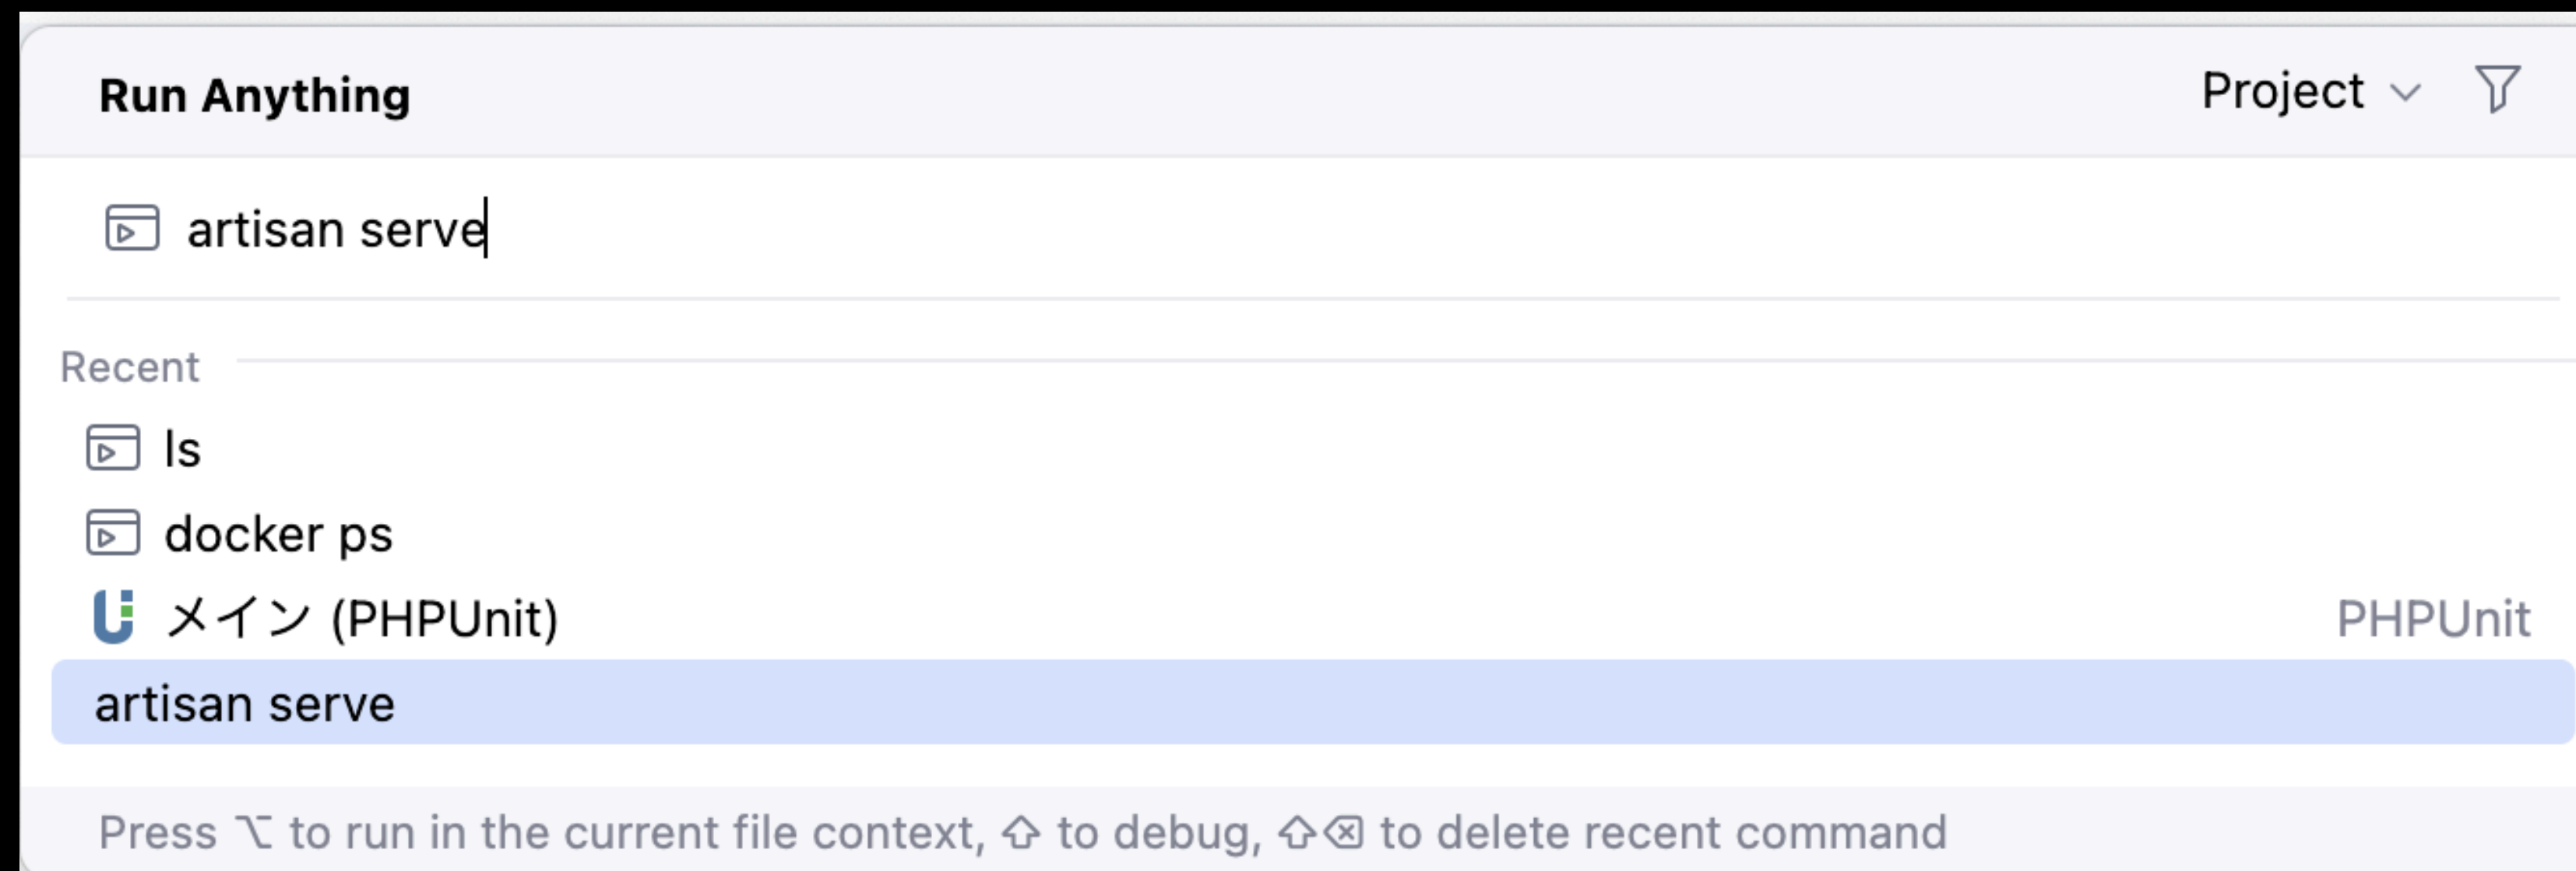 Run Anything Project
artisan serve
Recent
ls
docker ps
メイン (PHPUnit) PHPUnit
artisan serve
Press ⌥ to run in the current file context, ⇧ to debug, ⇧⌫ to delete recent command